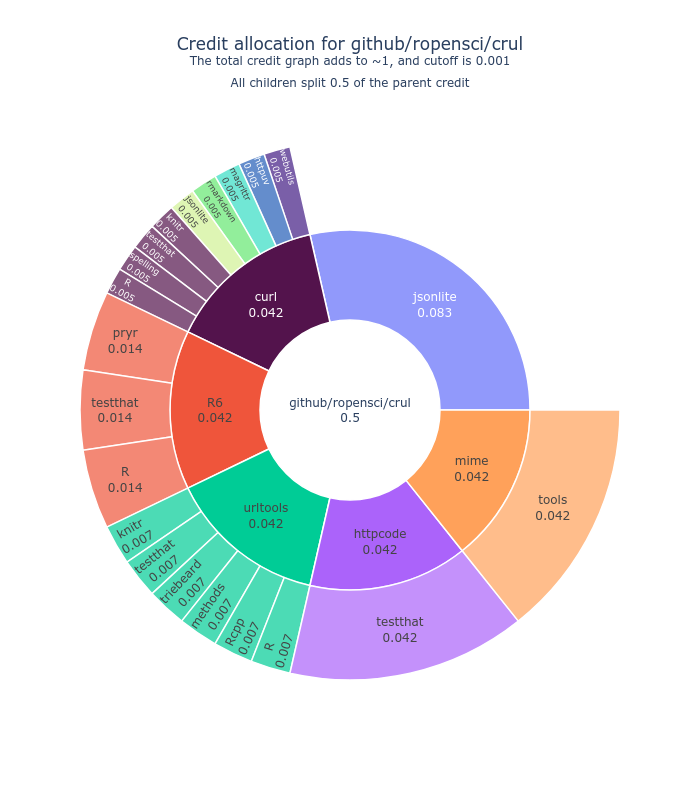 Credit allocation for github/ropensci/crul
The total credit graph adds to ~1, and cutoff is 0.001
All children split 0.5 of the parent credit
github/ropensci/crul
0.5
jsonlite
0.083
curl
0.042
webutils
0.005
httpuv
0.005
magrittr
0.005
rmarkdown
0.005
jsonlite
0.005
knitr
0.005
testthat
0.005
spelling
0.005
R
0.005
R6
0.042
pryr
0.014
testthat
0.014
R
0.014
urltools
0.042
knitr
0.007
testthat
0.007
triebeard
0.007
methods
0.007
Rcpp
0.007
R
0.007
httpcode
0.042
testthat
0.042
mime
0.042
tools
0.042